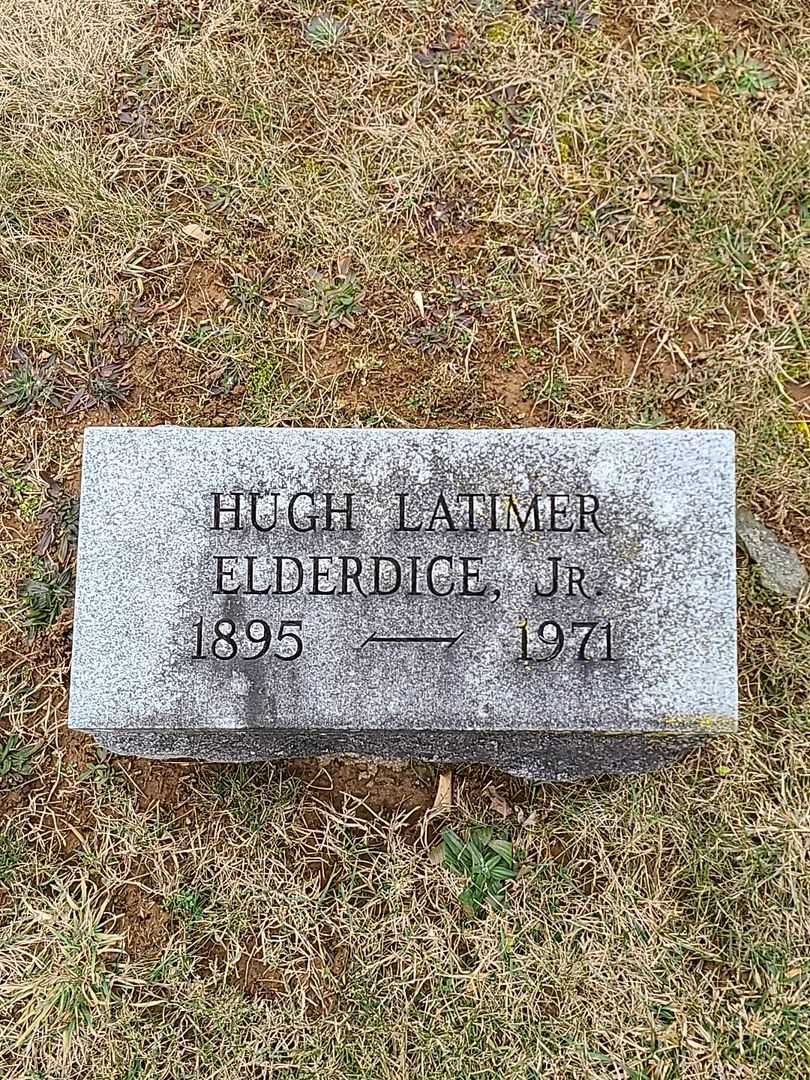 HUGH LATIMER
ELDERDICE, JR.
1895 — 1971